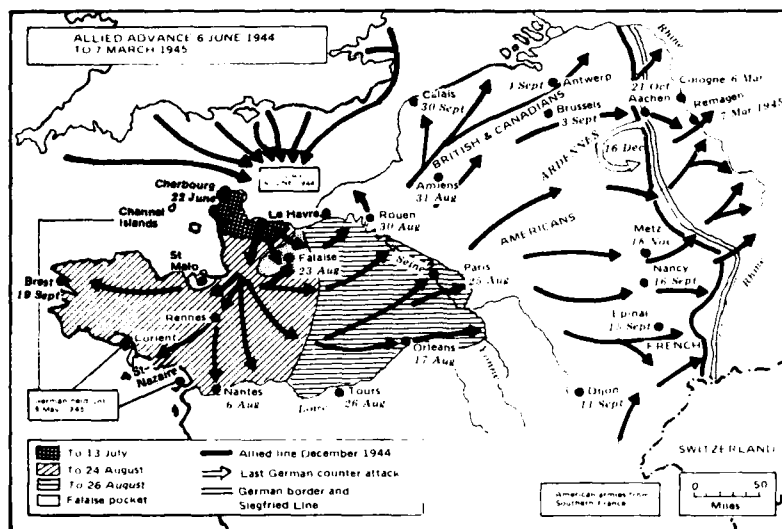 ALLIED ADVANCE 6 JUNE 1944
TO 7 MARCH 1945
Rhine
Calais
30 Sept
4 Sept
Antwerp
21 Oct
Aachen
Cologne 6 Mar
Remagen
7 Mar 1945
Brussels
3 Sept
BRITISH & CANADIANS
ARDENNES
16 Dec
Cherbourg
22 June
Channel
Islands
Le Havre
Amiens
31 Aug
Rouen
30 Aug
AMERICANS
St
Malo
Falaise
23 Aug
Seine
Paris
25 Aug
Metz
18 Nov
Nancy
16 Sept
Rhine
Brest
19 Sept
Rennes
Lorient
Orleans
17 Aug
Epinal
15 Sept
FRENCH
St-
Nazaire
Nantes
6 Aug
Loire
Tours
26 Aug
Dijon
11 Sept
German held
SWITZERLAND
To 13 July
To 24 August
To 26 August
Falaise pocket
Allied line December 1944
Last German counter attack
German border and
Siegfried Line
American armies from
Southern France
0 50
Miles